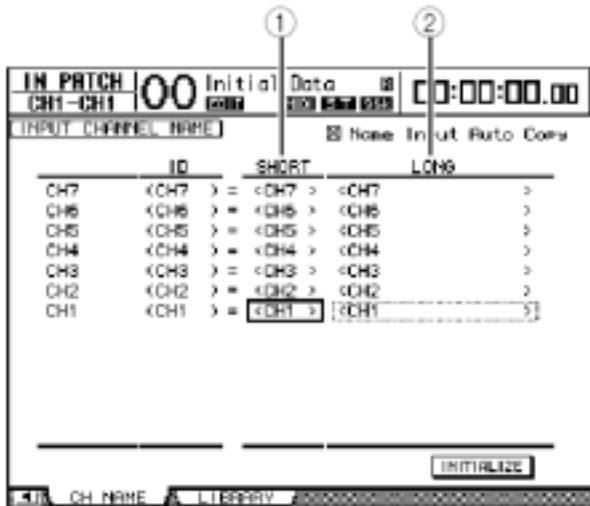 ① ②
IN PATCH 00 Initial Data 00:00:00.00
CH1-CH1 EDIT
INPUT CHANNEL NAME Name Input Auto Copy
ID SHORT LONG
CH7 <CH7 > = <CH7 > <CH7 >
CH6 <CH6 > = <CH6 > <CH6 >
CH5 <CH5 > = <CH5 > <CH5 >
CH4 <CH4 > = <CH4 > <CH4 >
CH3 <CH3 > = <CH3 > <CH3 >
CH2 <CH2 > = <CH2 > <CH2 >
CH1 <CH1 > = <CH1 > <CH1 >
INITIALIZE
CH NAME LIBRARY